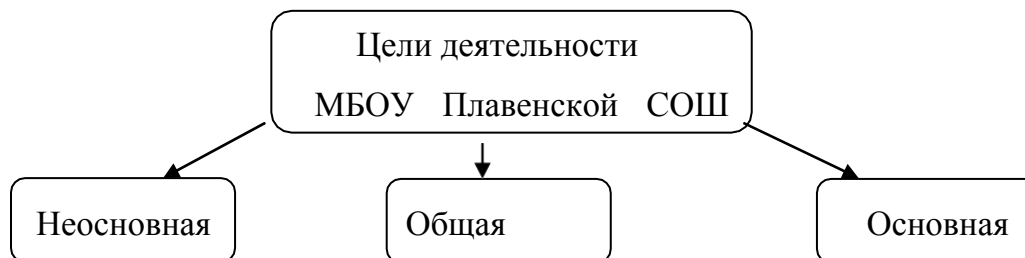 Цели деятельности
МБОУ Плавенской СОШ
Неосновная
Общая
Основная